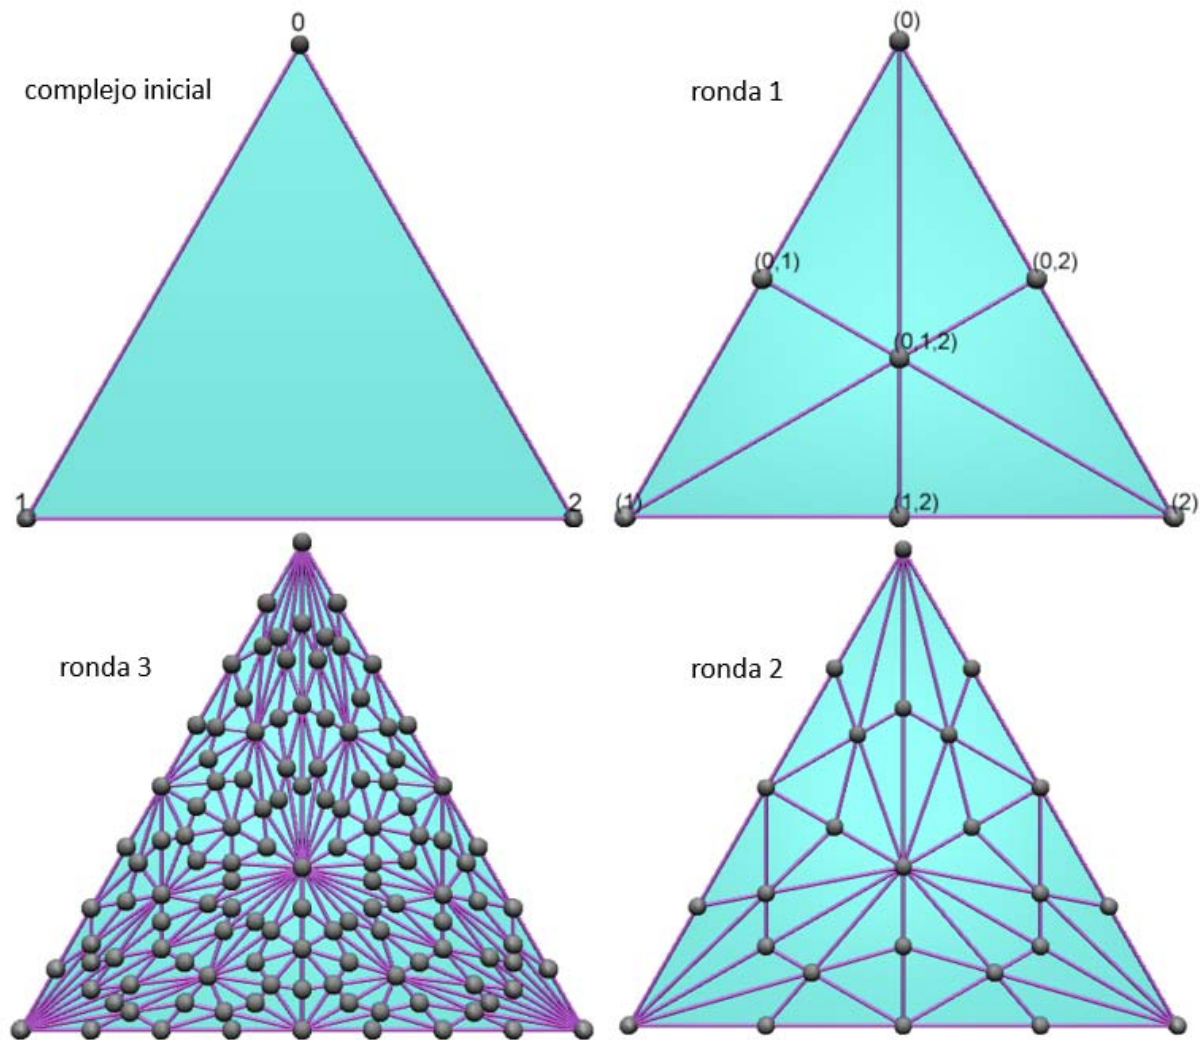 0
complejo inicial
1
2
(0)
ronda 1
(0,1)
(0,2)
(0,1,2)
(1)
(1,2)
(2)
ronda 3
ronda 2